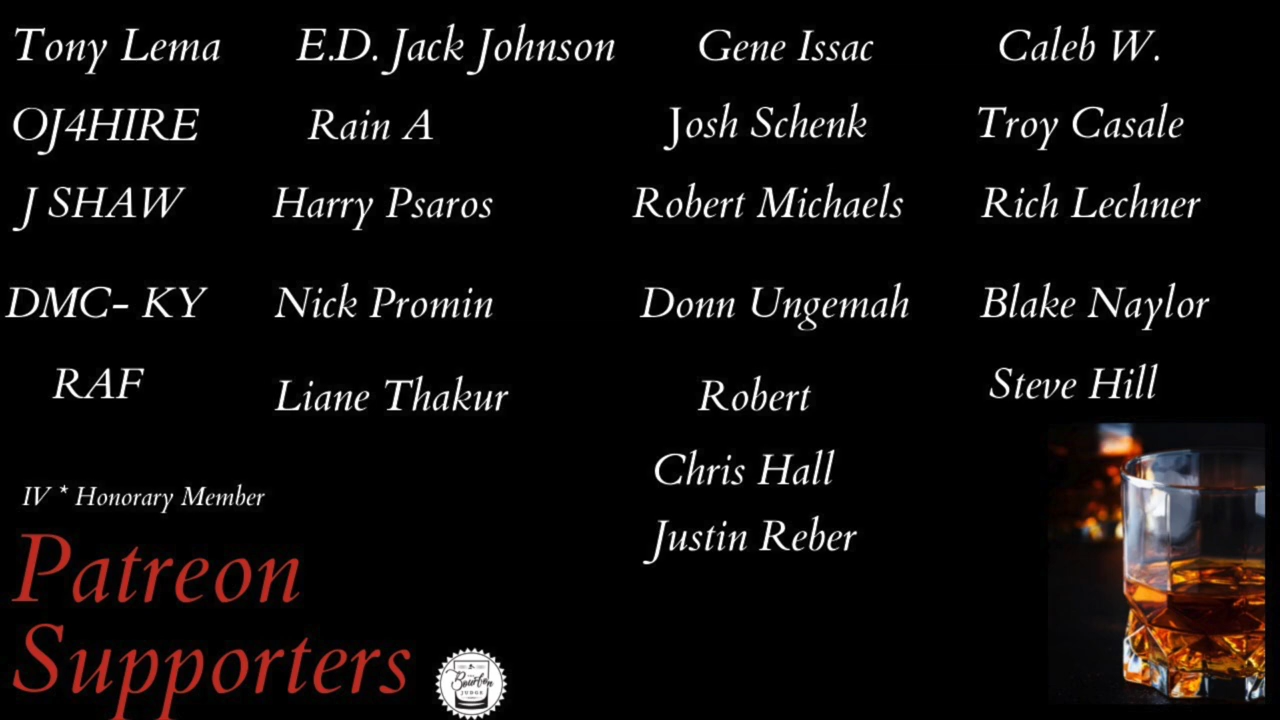 Tony Lema
E.D. Jack Johnson
Gene Issac
Caleb W.
OJ4HIRE
Rain A
Josh Schenk
Troy Casale
J SHAW
Harry Psaros
Robert Michaels
Rich Lechner
DMC- KY
Nick Promin
Donn Ungemah
Blake Naylor
RAF
Liane Thakur
Robert
Steve Hill
Chris Hall
IV * Honorary Member
Justin Reber
Patreon
Supporters
Bourbon
JUDGE